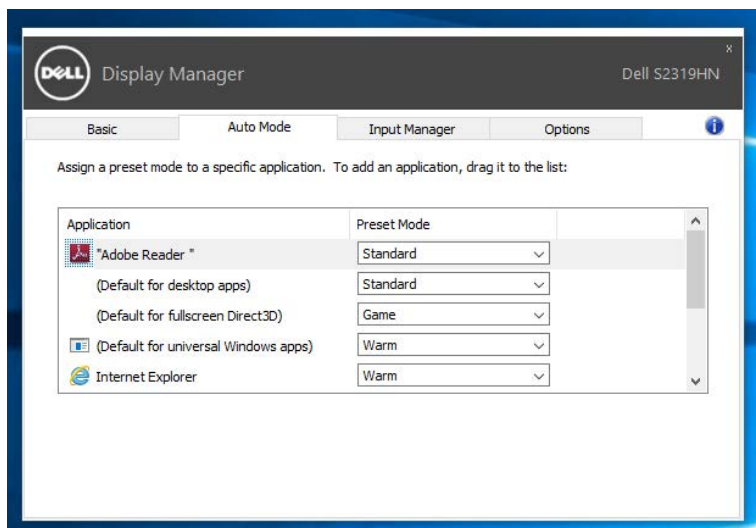 DELL Display Manager Dell S2319HN x
Basic Auto Mode Input Manager Options i
Assign a preset mode to a specific application. To add an application, drag it to the list:
Application Preset Mode
"Adobe Reader " Standard
(Default for desktop apps) Standard
(Default for fullscreen Direct3D) Game
(Default for universal Windows apps) Warm
Internet Explorer Warm